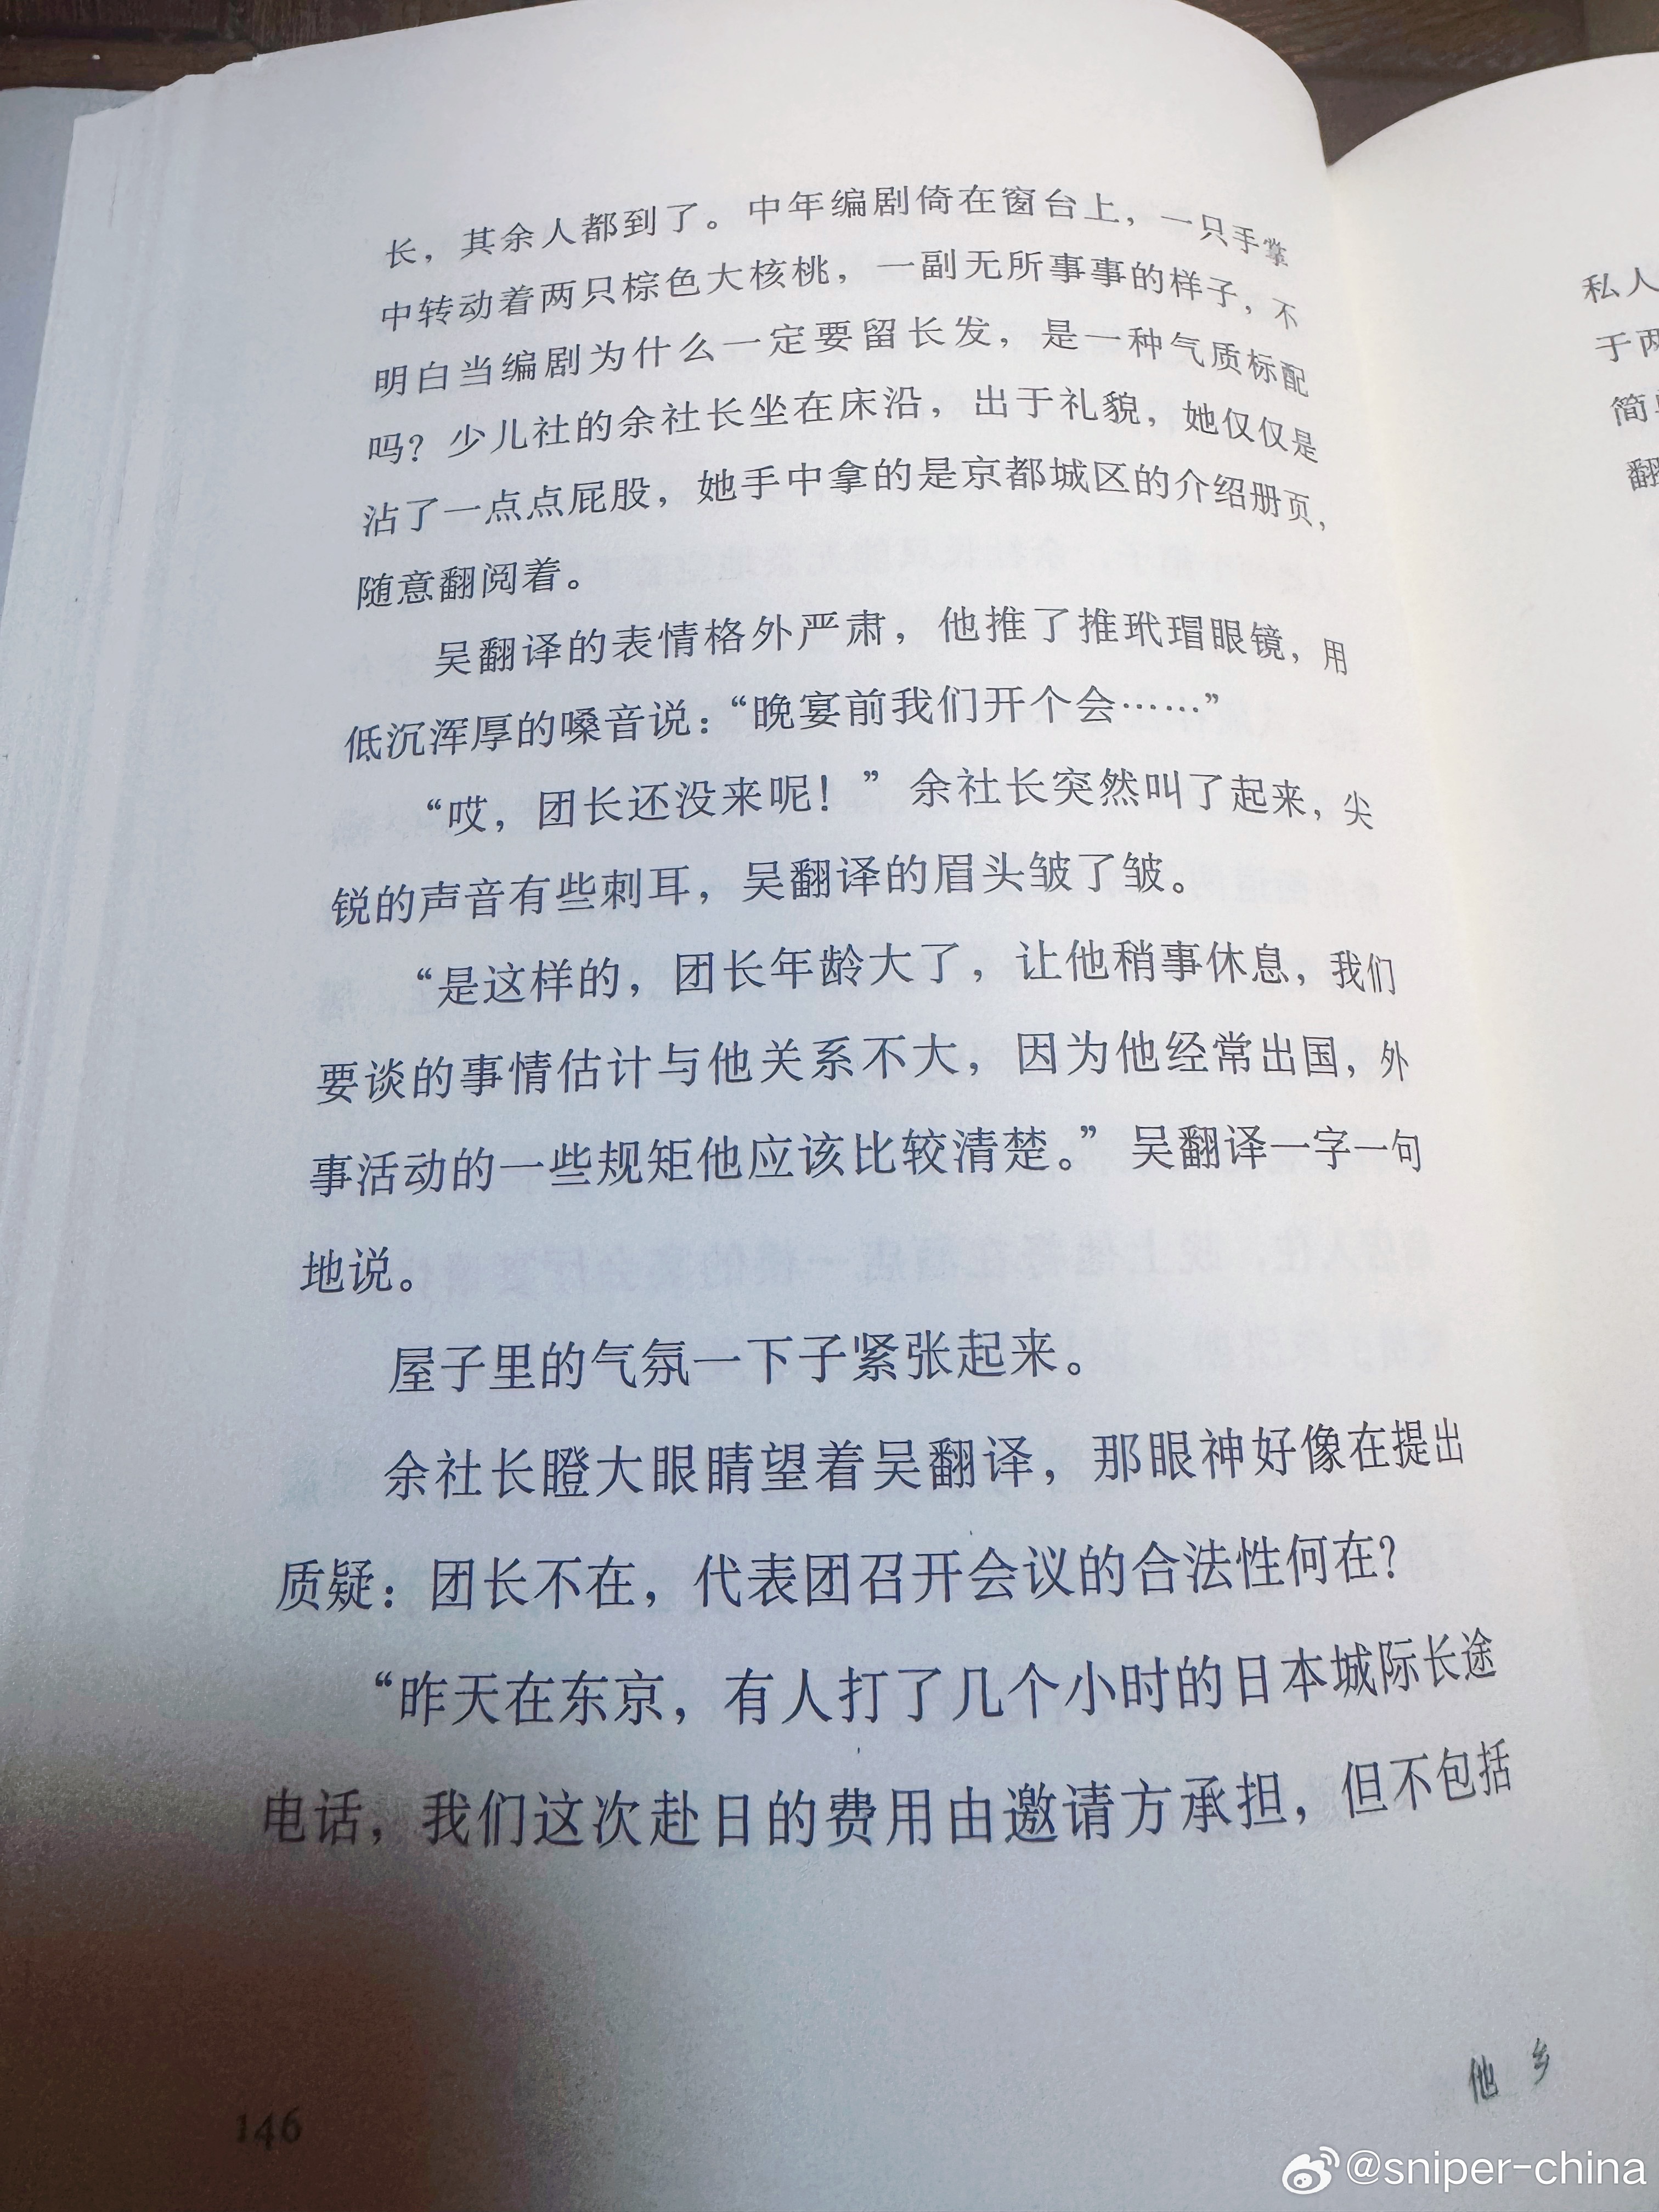 长，其余人都到了。中年编剧倚在窗台上，一只手掌
中转动着两只棕色大核桃，一副无所事事的样子，不
明白当编剧为什么一定要留长发，是一种气质标配
吗？少儿社的余社长坐在床沿，出于礼貌，她仅仅是
沾了一点点屁股，她手中拿的是京都城区的介绍册页，
随意翻阅着。
吴翻译的表情格外严肃，他推了推玳瑁眼镜，用
低沉浑厚的嗓音说：“晚宴前我们开个会……”
“哎，团长还没来呢！”余社长突然叫了起来，尖
锐的声音有些刺耳，吴翻译的眉头皱了皱。
“是这样的，团长年龄大了，让他稍事休息，我们
要谈的事情估计与他关系不大，因为他经常出国，外
事活动的一些规矩他应该比较清楚。”吴翻译一字一句
地说。
屋子里的气氛一下子紧张起来。
余社长瞪大眼睛望着吴翻译，那眼神好像在提出
质疑：团长不在，代表团召开会议的合法性何在？
“昨天在东京，有人打了几个小时的日本城际长途
电话，我们这次赴日的费用由邀请方承担，但不包括
146
他乡
私人
于两
简单
翻
@sniper-china